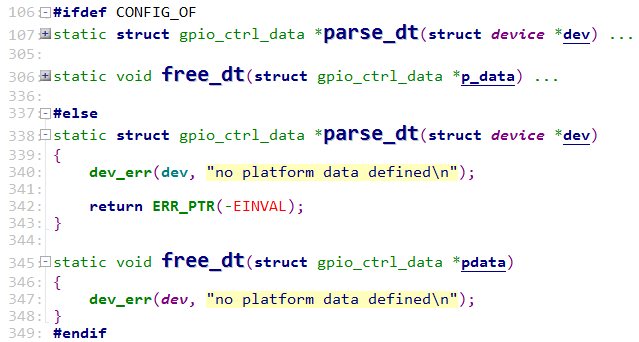 106: #ifdef CONFIG_OF
107: static struct gpio_ctrl_data *parse_dt(struct device *dev) ...
305:
306: static void free_dt(struct gpio_ctrl_data *p_data) ...
336:
337: #else
338: static struct gpio_ctrl_data *parse_dt(struct device *dev)
339: {
340:     dev_err(dev, "no platform data defined\n");
341:
342:     return ERR_PTR(-EINVAL);
343: }
344:
345: static void free_dt(struct gpio_ctrl_data *pdata)
346: {
347:     dev_err(dev, "no platform data defined\n");
348: }
349: #endif